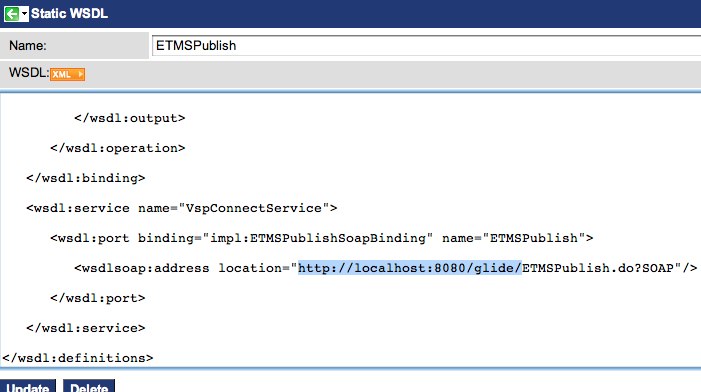 Static WSDL
Name: ETMSPublish
WSDL: XML
</wsdl:output>
</wsdl:operation>
</wsdl:binding>
<wsdl:service name="VspConnectService">
<wsdl:port binding="impl:ETMSPublishSoapBinding" name="ETMSPublish">
<wsdlsoap:address location="http://localhost:8080/glide/ETMSPublish.do?SOAP"/>
</wsdl:port>
</wsdl:service>
</wsdl:definitions>
Update Delete